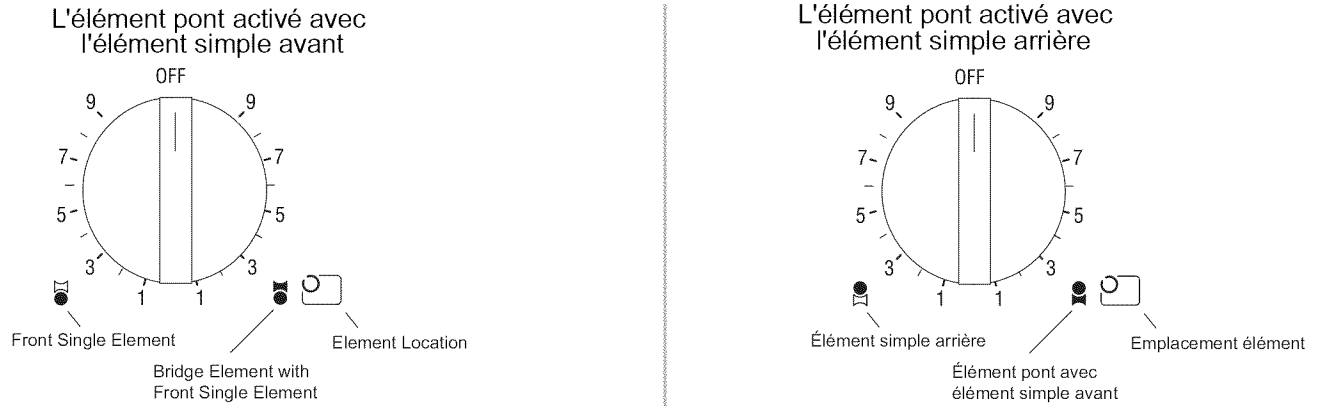 L'élément pont activé avec
l'élément simple avant
OFF
9
9
7
7
5
5
3
3
1
1
Front Single Element
Element Location
Bridge Element with
Front Single Element
L'élément pont activé avec
l'élément simple arrière
OFF
9
9
7
7
5
5
3
3
1
1
Élément simple arrière
Emplacement élément
Élément pont avec
élément simple avant